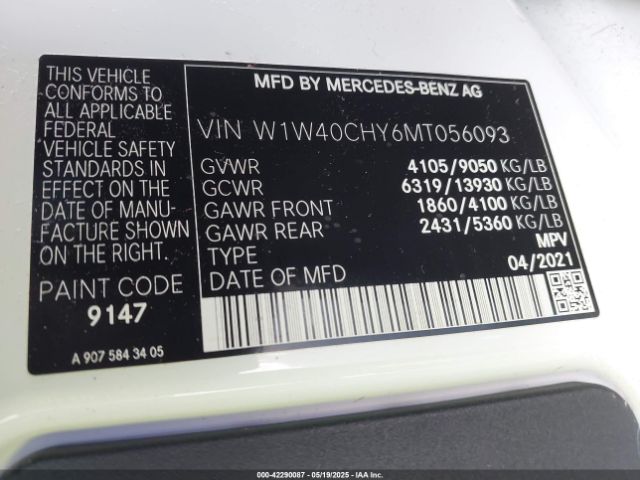 THIS VEHICLE
CONFORMS TO
ALL APPLICABLE
FEDERAL MOTOR
VEHICLE SAFETY
STANDARDS IN
EFFECT ON THE
DATE OF MANU-
FACTURE SHOWN
ON THE RIGHT.
PAINT CODE
9147
A 907 584 34 05
MFD BY MERCEDES-BENZ AG
VIN W1W40CHY6MT056093
GVWR 4105/9050 KG/LB
GCWR 6319/13930 KG/LB
GAWR FRONT 1860/4100 KG/LB
GAWR REAR 2431/5360 KG/LB
TYPE MPV
DATE OF MFD 04/2021
000-42290087 - 05/19/2025 - IAAI.COM